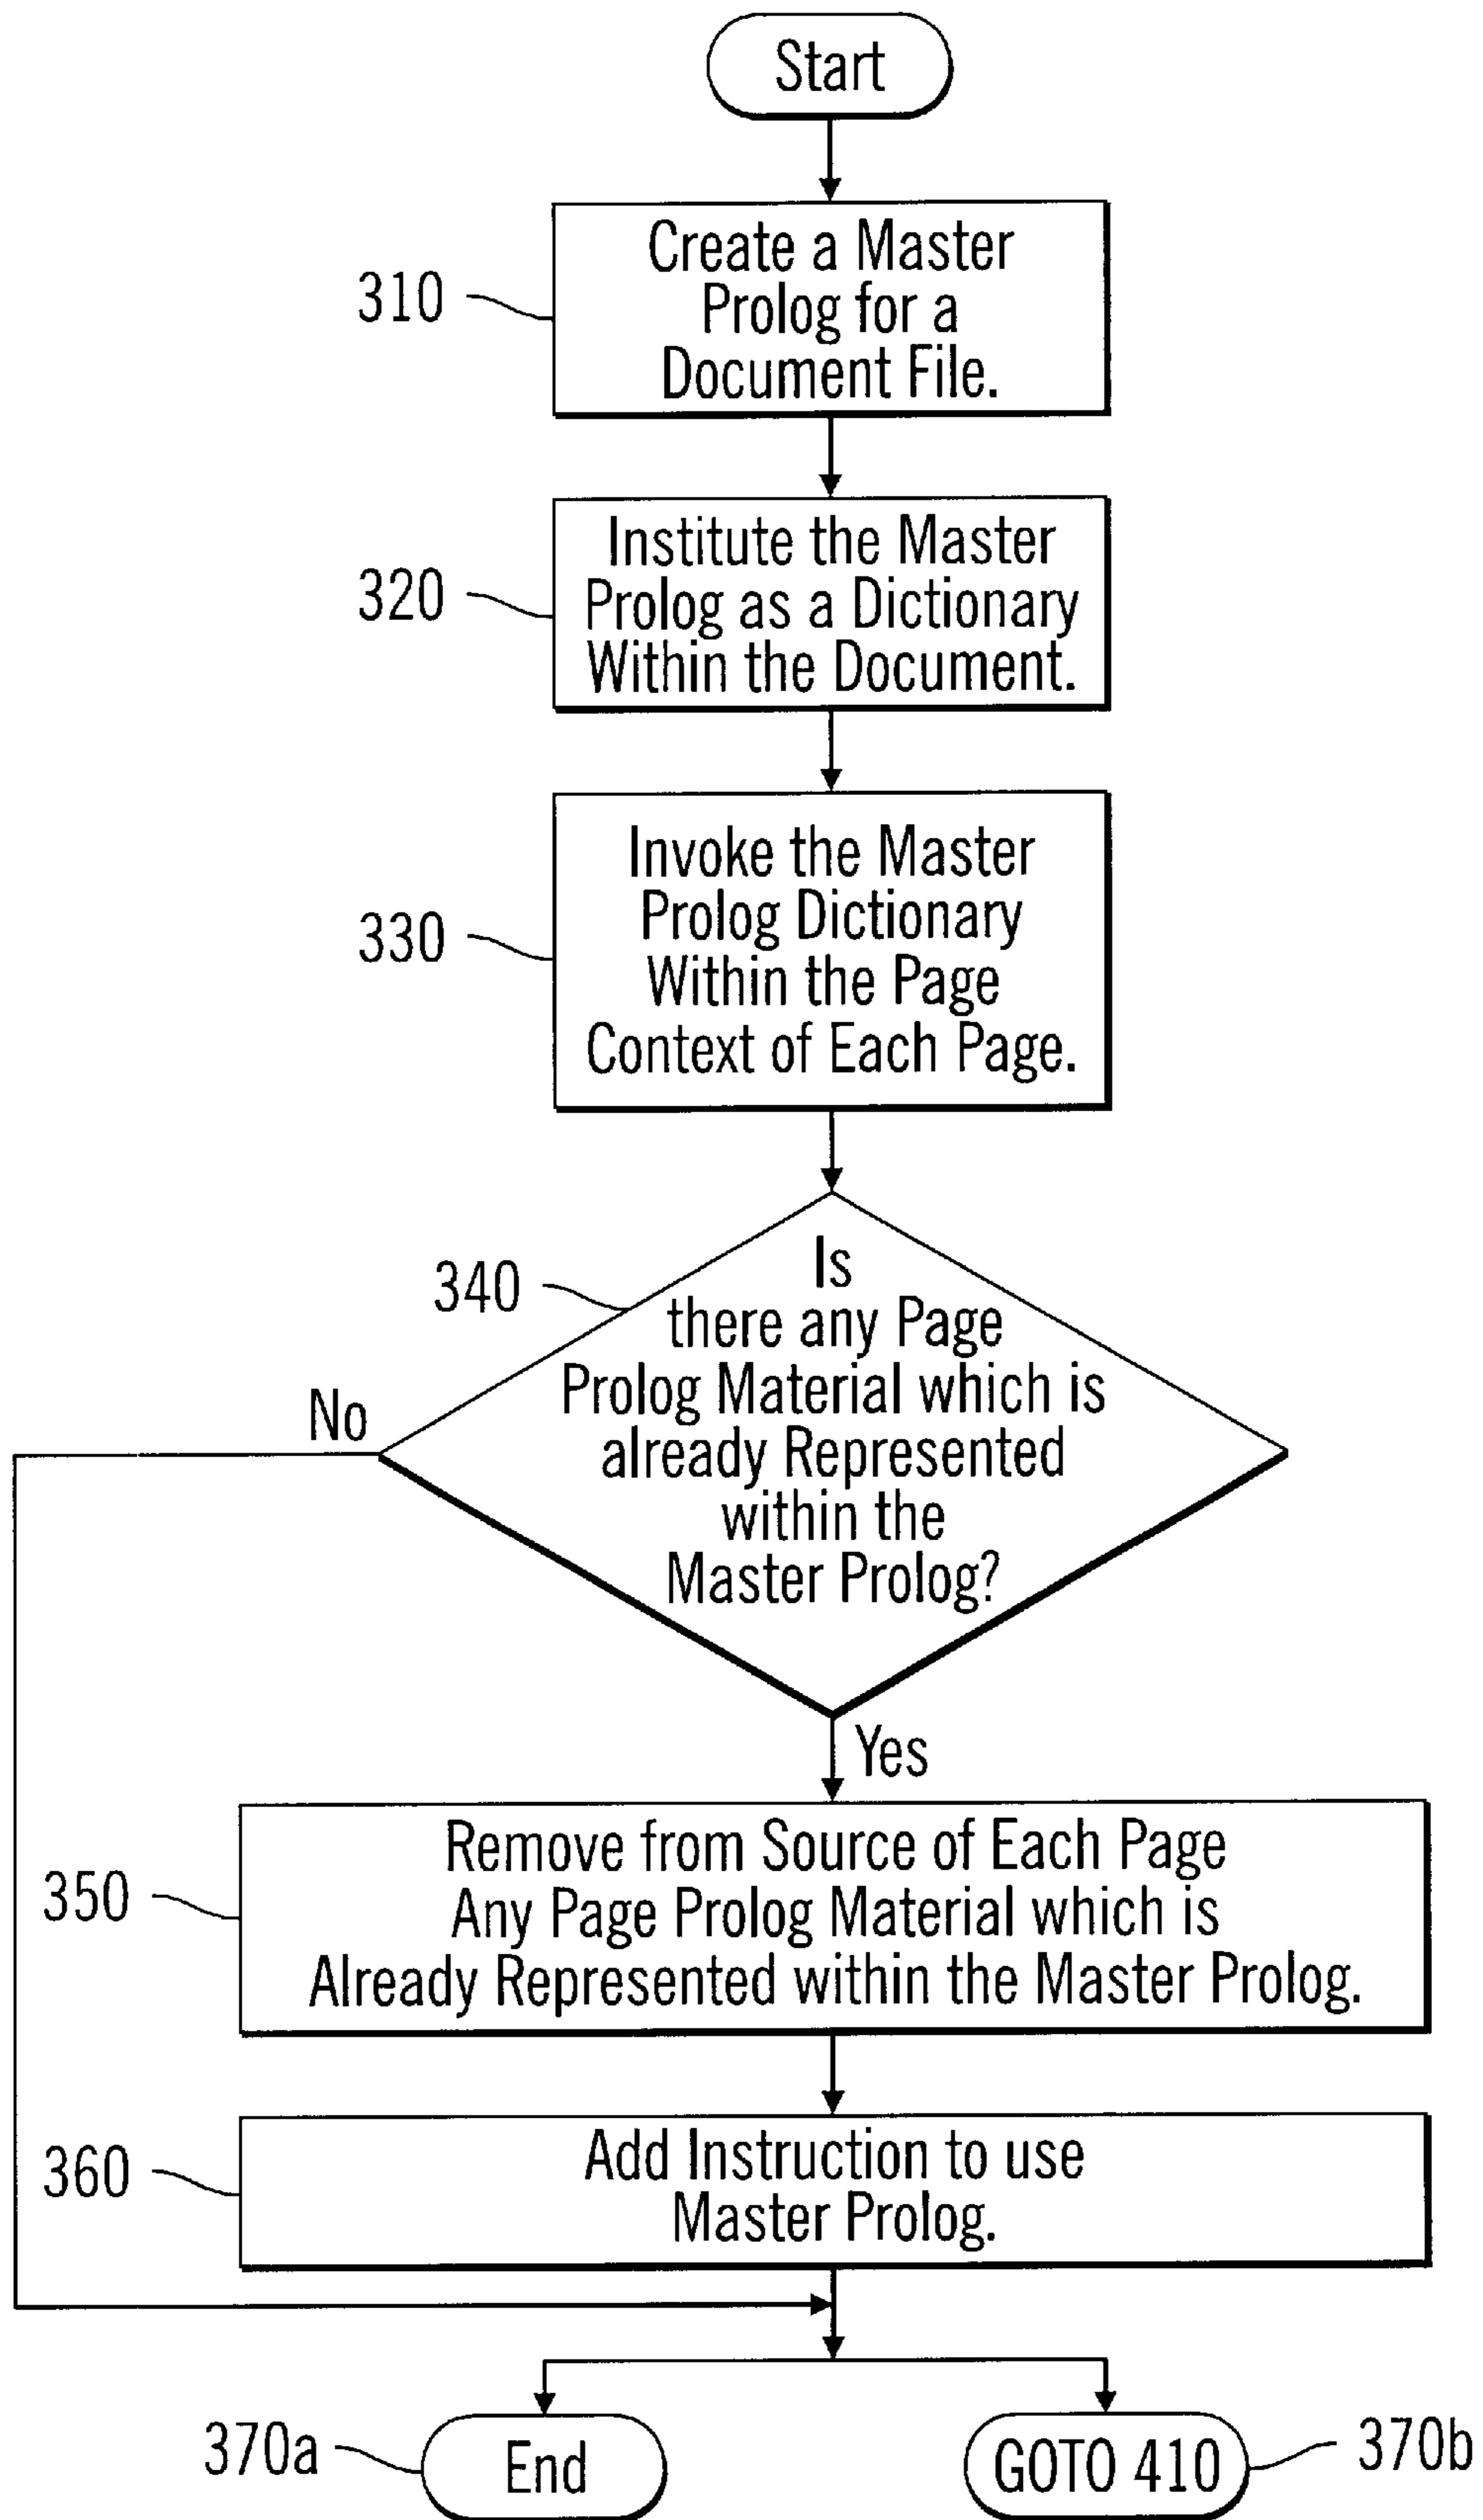 Start
310
Create a Master
Prolog for a
Document File.
320
Institute the Master
Prolog as a Dictionary
Within the Document.
330
Invoke the Master
Prolog Dictionary
Within the Page
Context of Each Page.
340
Is
there any Page
Prolog Material which is
already Represented
within the
Master Prolog?
No
Yes
350
Remove from Source of Each Page
Any Page Prolog Material which is
Already Represented within the Master Prolog.
360
Add Instruction to use
Master Prolog.
370a
End
GOTO 410
370b